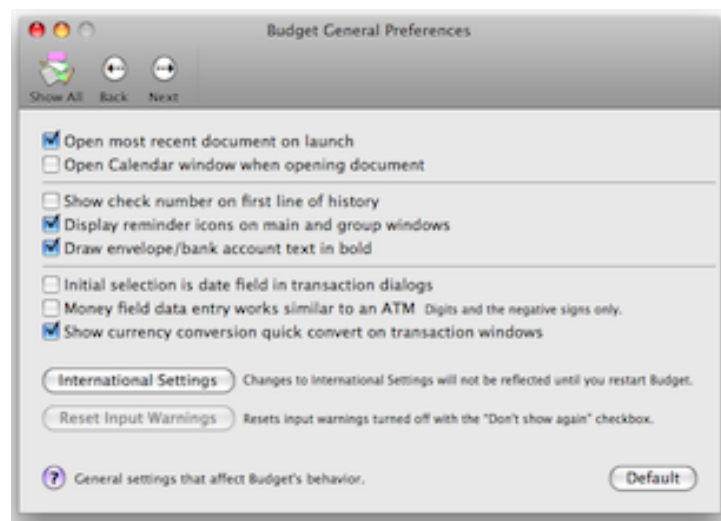 Budget General Preferences
Show All Back Next
Open most recent document on launch
Open Calendar window when opening document
Show check number on first line of history
Display reminder icons on main and group windows
Draw envelope/bank account text in bold
Initial selection is date field in transaction dialogs
Money field data entry works similar to an ATM Digits and the negative signs only.
Show currency conversion quick convert on transaction windows
International Settings Changes to International Settings will not be reflected until you restart Budget.
Reset Input Warnings Resets input warnings turned off with the "Don't show again" checkbox.
? General settings that affect Budget's behavior. Default